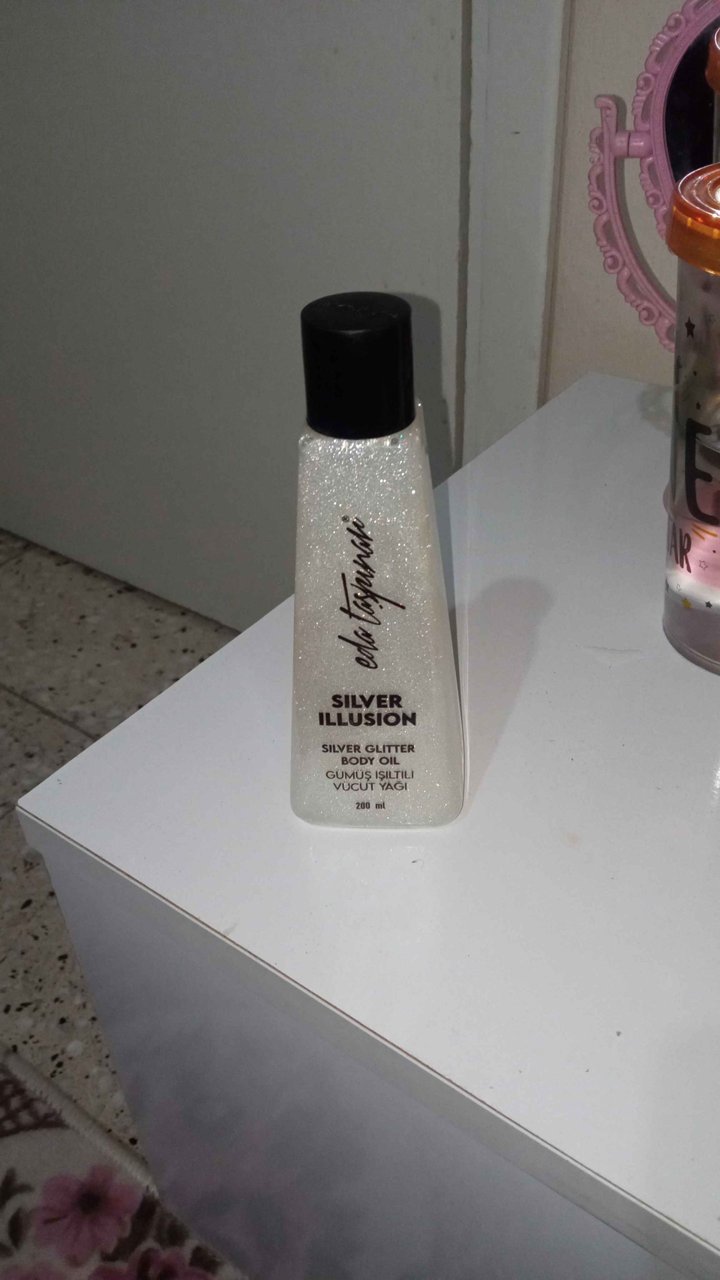 eda taşpınar®
SILVER
ILLUSION
SILVER GLITTER
BODY OIL
GÜMÜŞ IŞILTILI
VÜCUT YAĞI
200 ml